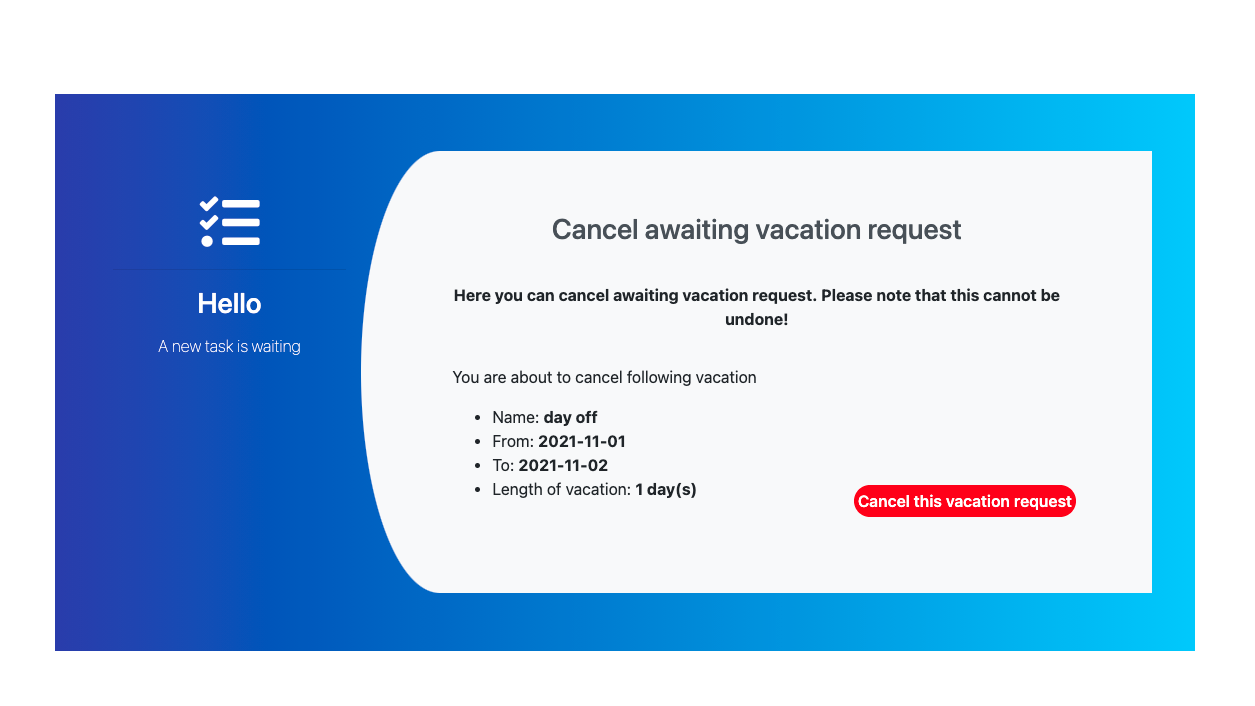 Hello
A new task is waiting
Cancel awaiting vacation request
Here you can cancel awaiting vacation request. Please note that this cannot be
undone!
You are about to cancel following vacation
Name: day off
From: 2021-11-01
To: 2021-11-02
Length of vacation: 1 day(s)
Cancel this vacation request